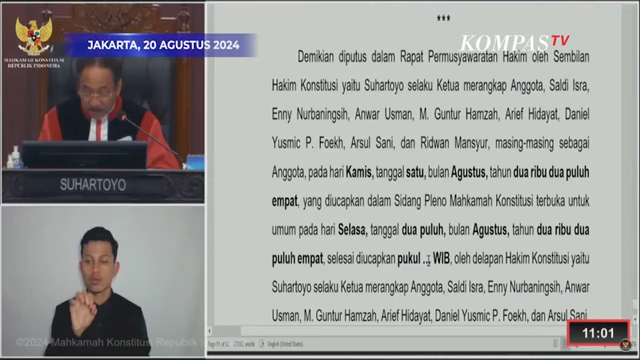 MAHKAMAH KONSTITUSI
REPUBLIK INDONESIA
JAKARTA, 20 AGUSTUS 2024
KOMPASTV
SUHARTOYO
***
Demikian diputus dalam Rapat Permusyawaratan Hakim oleh Sembilan
Hakim Konstitusi yaitu Suhartoyo selaku Ketua merangkap Anggota, Saldi Isra,
Enny Nurbaningsih, Anwar Usman, M. Guntur Hamzah, Arief Hidayat, Daniel
Yusmic P. Foekh, Arsul Sani, dan Ridwan Mansyur, masing-masing sebagai
Anggota, pada hari Kamis, tanggal satu, bulan Agustus, tahun dua ribu dua puluh
empat, yang diucapkan dalam Sidang Pleno Mahkamah Konstitusi terbuka untuk
umum pada hari Selasa, tanggal dua puluh, bulan Agustus, tahun dua ribu dua
puluh empat, selesai diucapkan pukul .. WIB, oleh delapan Hakim Konstitusi yaitu
Suhartoyo selaku Ketua merangkap Anggota, Saldi Isra, Enny Nurbaningsih, Anwar
Usman, M. Guntur Hamzah, Arief Hidayat, Daniel Yusmic P. Foekh, dan Arsul Sani
©2024 Mahkamah Konstitusi Republik I
English (United States)
11:01